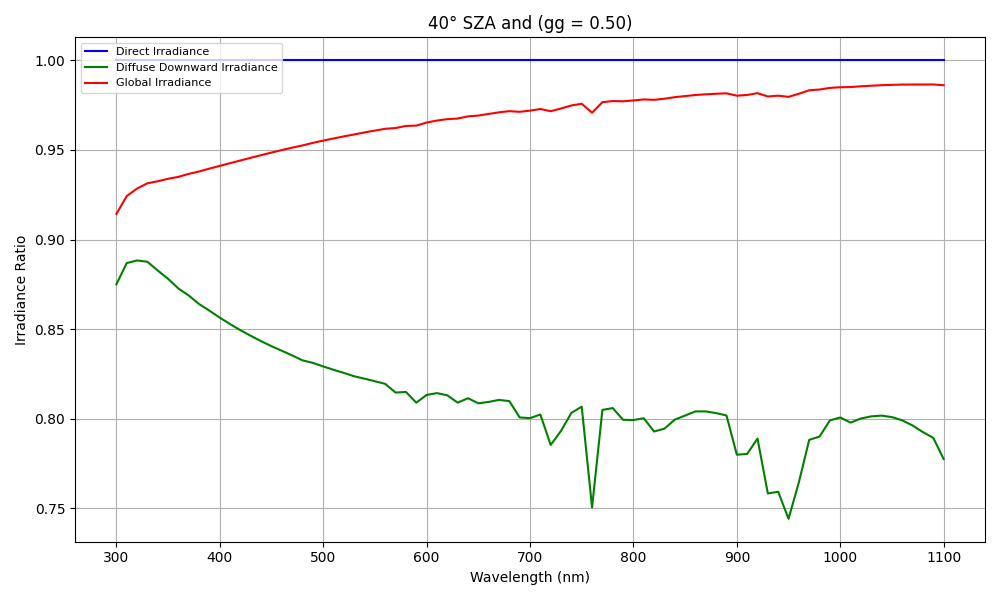 40° SZA and (gg = 0.50)
Direct Irradiance
Diffuse Downward Irradiance
Global Irradiance
Irradiance Ratio
1.00
0.95
0.90
0.85
0.80
0.75
300 400 500 600 700 800 900 1000 1100
Wavelength (nm)